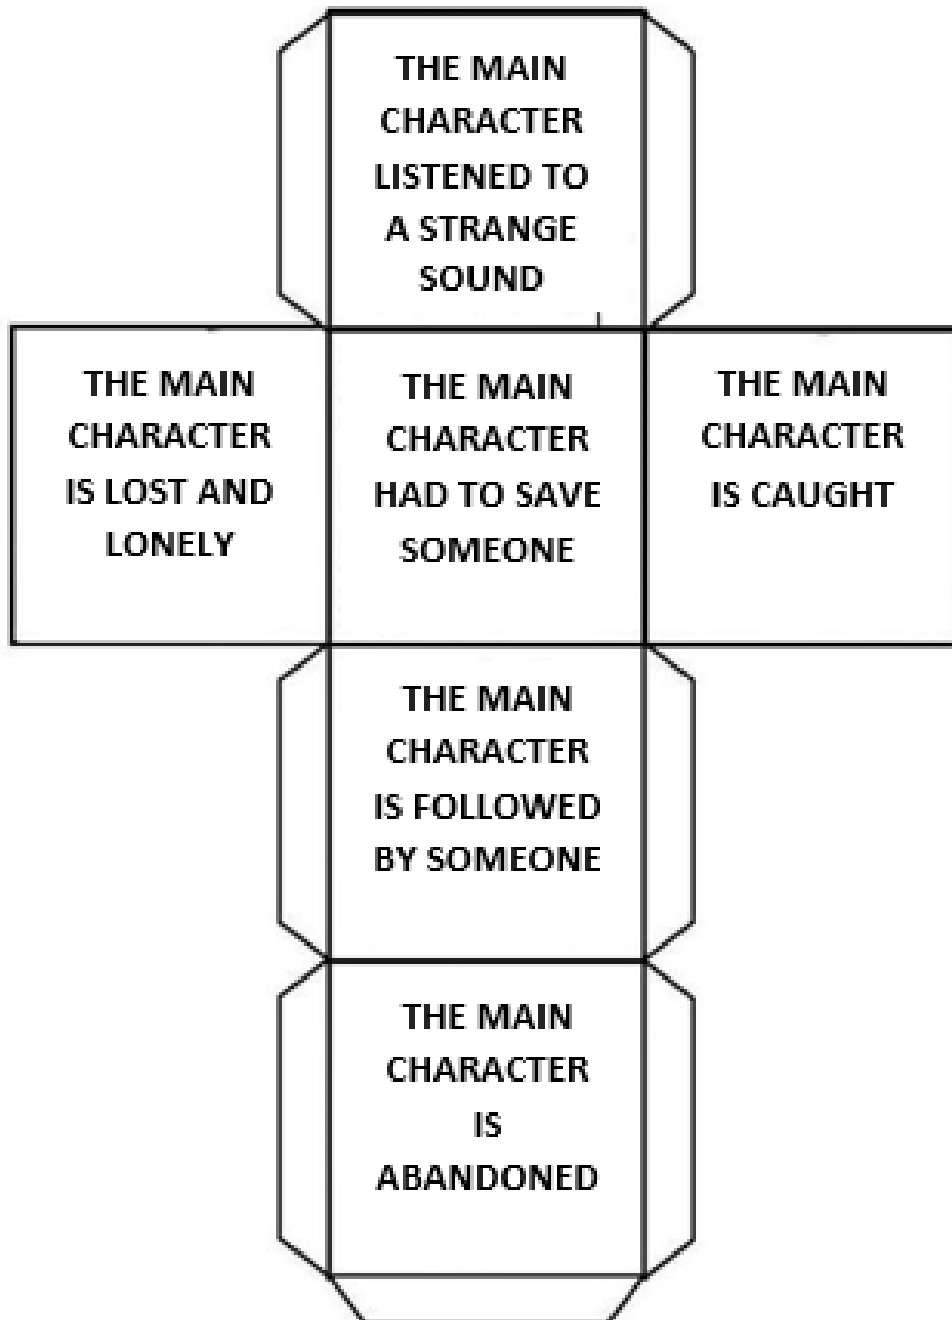 THE MAIN
CHARACTER
LISTENED TO
A STRANGE
SOUND
THE MAIN
CHARACTER
IS LOST AND
LONELY
THE MAIN
CHARACTER
HAD TO SAVE
SOMEONE
THE MAIN
CHARACTER
IS CAUGHT
THE MAIN
CHARACTER
IS FOLLOWED
BY SOMEONE
THE MAIN
CHARACTER
IS
ABANDONED